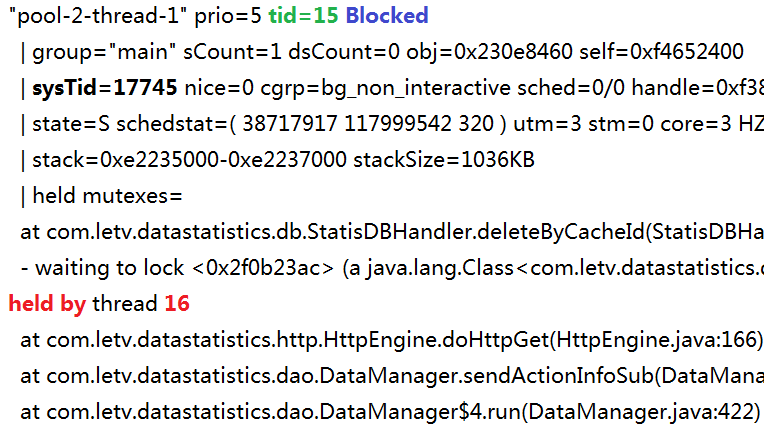 "pool-2-thread-1" prio=5 tid=15 Blocked
| group="main" sCount=1 dsCount=0 obj=0x230e8460 self=0xf4652400
| sysTid=17745 nice=0 cgrp=bg_non_interactive sched=0/0 handle=0xf38
| state=S schedstat=( 38717917 117999542 320 ) utm=3 stm=0 core=3 HZ
| stack=0xe2235000-0xe2237000 stackSize=1036KB
| held mutexes=
at com.letv.datastatistics.db.StatisDBHandler.deleteByCacheId(StatisDBHa
- waiting to lock <0x2f0b23ac> (a java.lang.Class<com.letv.datastatistics.
held by thread 16
at com.letv.datastatistics.http.HttpEngine.doHttpGet(HttpEngine.java:166)
at com.letv.datastatistics.dao.DataManager.sendActionInfoSub(DataMana
at com.letv.datastatistics.dao.DataManager$4.run(DataManager.java:422)